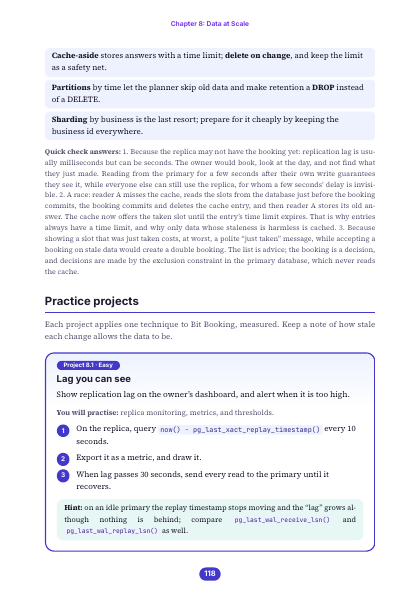 Chapter 8: Data at Scale
Cache-aside stores answers with a time limit; delete on change, and keep the limit
as a safety net.
Partitions by time let the planner skip old data and make retention a DROP instead
of a DELETE.
Sharding by business is the last resort; prepare for it cheaply by keeping the
business id everywhere.
Quick check answers: 1. Because the replica may not have the booking yet: replication lag is usu-
ally milliseconds but can be seconds. The owner would book, look at the day, and not find what
they just made. Reading from the primary for a few seconds after their own write guarantees
they see it, while everyone else can still use the replica, for whom a few seconds' delay is invisi-
ble. 2. A race: reader A misses the cache, reads the slots from the database just before the booking
commits, the booking commits and deletes the cache entry, and then reader A stores its old an-
swer. The cache now offers the taken slot until the entry's time limit expires. That is why entries
always have a time limit, and why only data whose staleness is harmless is cached. 3. Because
showing a slot that was just taken costs, at worst, a polite “just taken” message, while accepting a
booking on stale data would create a double booking. The list is advice; the booking is a decision,
and decisions are made by the exclusion constraint in the primary database, which never reads
the cache.
Practice projects
Each project applies one technique to Bit Booking, measured. Keep a note of how stale
each change allows the data to be.
Project 8.1 · Easy
Lag you can see
Show replication lag on the owner's dashboard, and alert when it is too high.
You will practise: replica monitoring, metrics, and thresholds.
1 On the replica, query now() - pg_last_xact_replay_timestamp() every 10
seconds.
2 Export it as a metric, and draw it.
3 When lag passes 30 seconds, send every read to the primary until it
recovers.
Hint: on an idle primary the replay timestamp stops moving and the “lag” grows al-
though nothing is behind; compare pg_last_wal_receive_lsn() and
pg_last_wal_replay_lsn() as well.
118